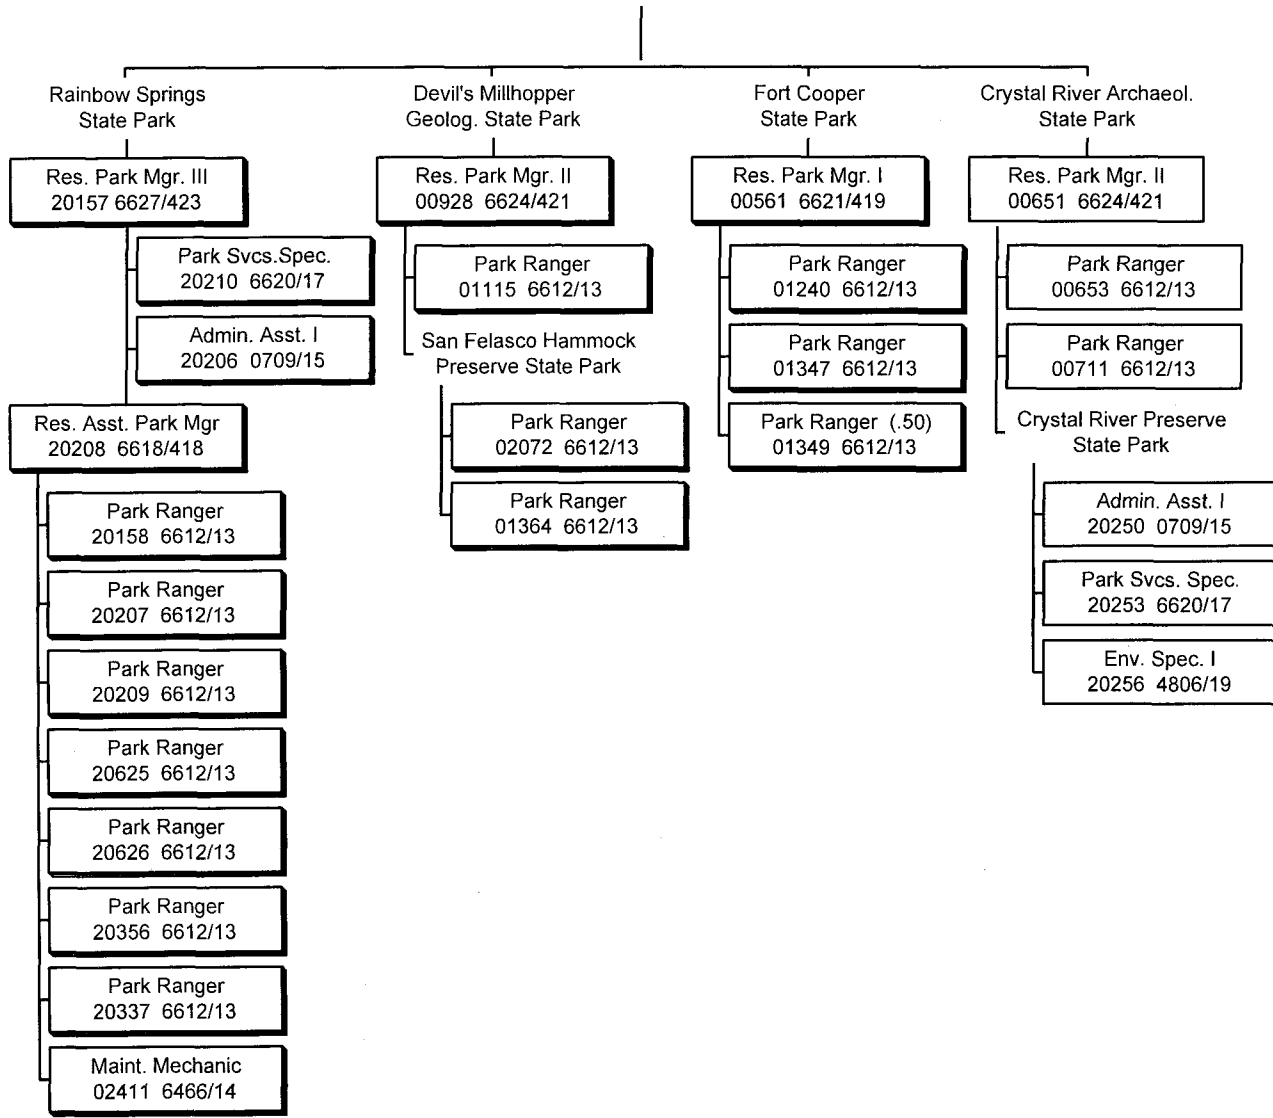 Rainbow Springs
State Park
Res. Park Mgr. III
20157 6627/423
Park Svcs.Spec.
20210 6620/17
Admin. Asst. I
20206 0709/15
Res. Asst. Park Mgr
20208 6618/418
Park Ranger
20158 6612/13
Park Ranger
20207 6612/13
Park Ranger
20209 6612/13
Park Ranger
20625 6612/13
Park Ranger
20626 6612/13
Park Ranger
20356 6612/13
Park Ranger
20337 6612/13
Maint. Mechanic
02411 6466/14
Devil's Millhopper
Geolog. State Park
Res. Park Mgr. II
00928 6624/421
Park Ranger
01115 6612/13
San Felasco Hammock
Preserve State Park
Park Ranger
02072 6612/13
Park Ranger
01364 6612/13
Fort Cooper
State Park
Res. Park Mgr. I
00561 6621/419
Park Ranger
01240 6612/13
Park Ranger
01347 6612/13
Park Ranger (.50)
01349 6612/13
Crystal River Archaeol.
State Park
Res. Park Mgr. II
00651 6624/421
Park Ranger
00653 6612/13
Park Ranger
00711 6612/13
Crystal River Preserve
State Park
Admin. Asst. I
20250 0709/15
Park Svcs. Spec.
20253 6620/17
Env. Spec. I
20256 4806/19